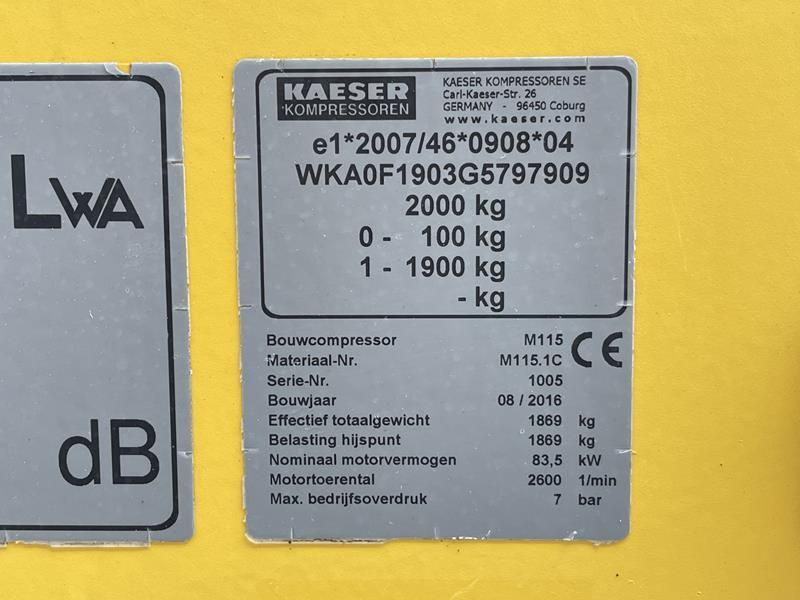 LWA
dB
KAESER
KOMPRESSOREN
KAESER KOMPRESSOREN SE
Carl-Kaeser-Str. 26
GERMANY - 96450 Coburg
www.kaeser.com
e1*2007/46*0908*04
WKA0F1903G5797909
2000 kg
0 - 100 kg
1 - 1900 kg
- kg
Bouwcompressor M115
Materiaal-Nr. M115.1C
Serie-Nr. 1005
Bouwjaar 08 / 2016
Effectief totaalgewicht 1869 kg
Belasting hijspunt 1869 kg
Nominaal motorvermogen 83,5 kW
Motortoerental 2600 1/min
Max. bedrijfsoverdruk 7 bar
CE